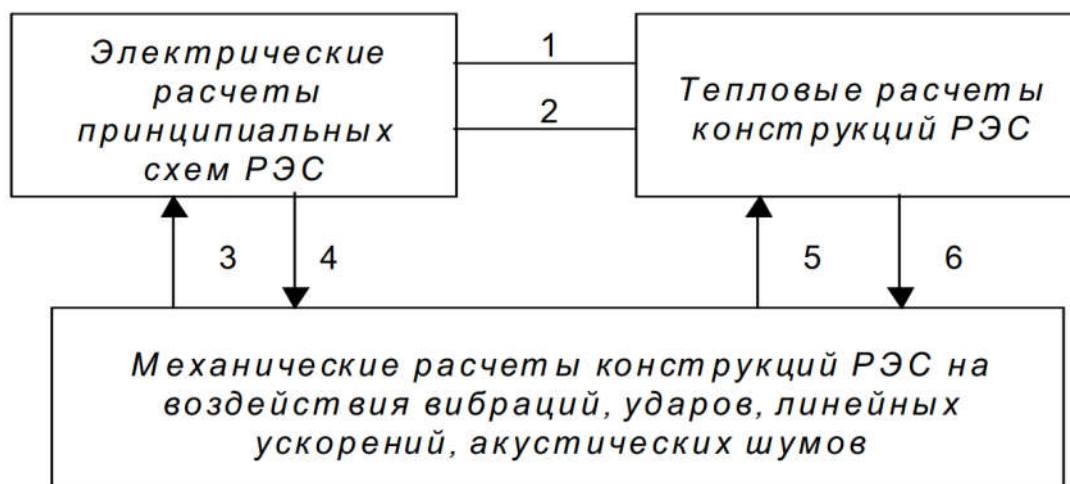 Электрические
расчеты
принципиальных
схем РЭС
1
2
Тепловые расчеты
конструкций РЭС
3
4
5
6
Механические расчеты конструкций РЭС на
воздействия вибраций, ударов, линейных
ускорений, акустических шумов